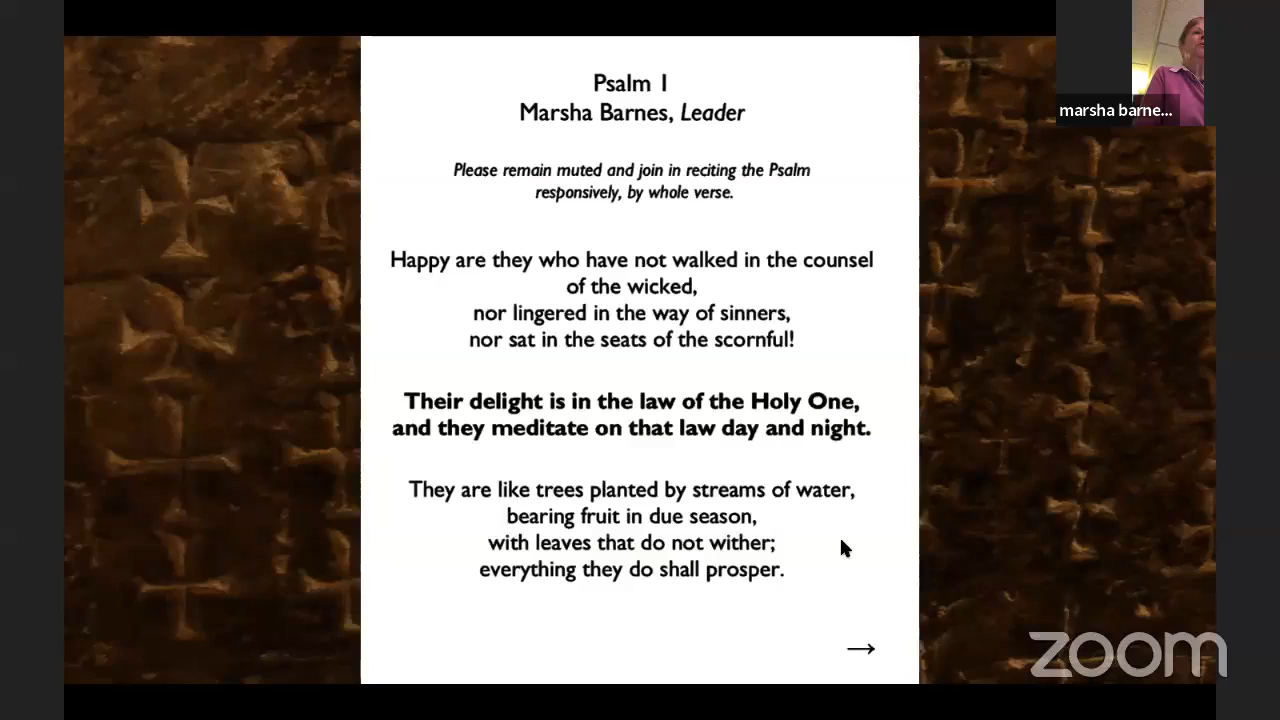 Psalm 1
Marsha Barnes, Leader
Please remain muted and join in reciting the Psalm
responsively, by whole verse.
Happy are they who have not walked in the counsel
of the wicked,
nor lingered in the way of sinners,
nor sat in the seats of the scornful!
Their delight is in the law of the Holy One,
and they meditate on that law day and night.
They are like trees planted by streams of water,
bearing fruit in due season,
with leaves that do not wither;
everything they do shall prosper.
→
marsha barne...
zoom